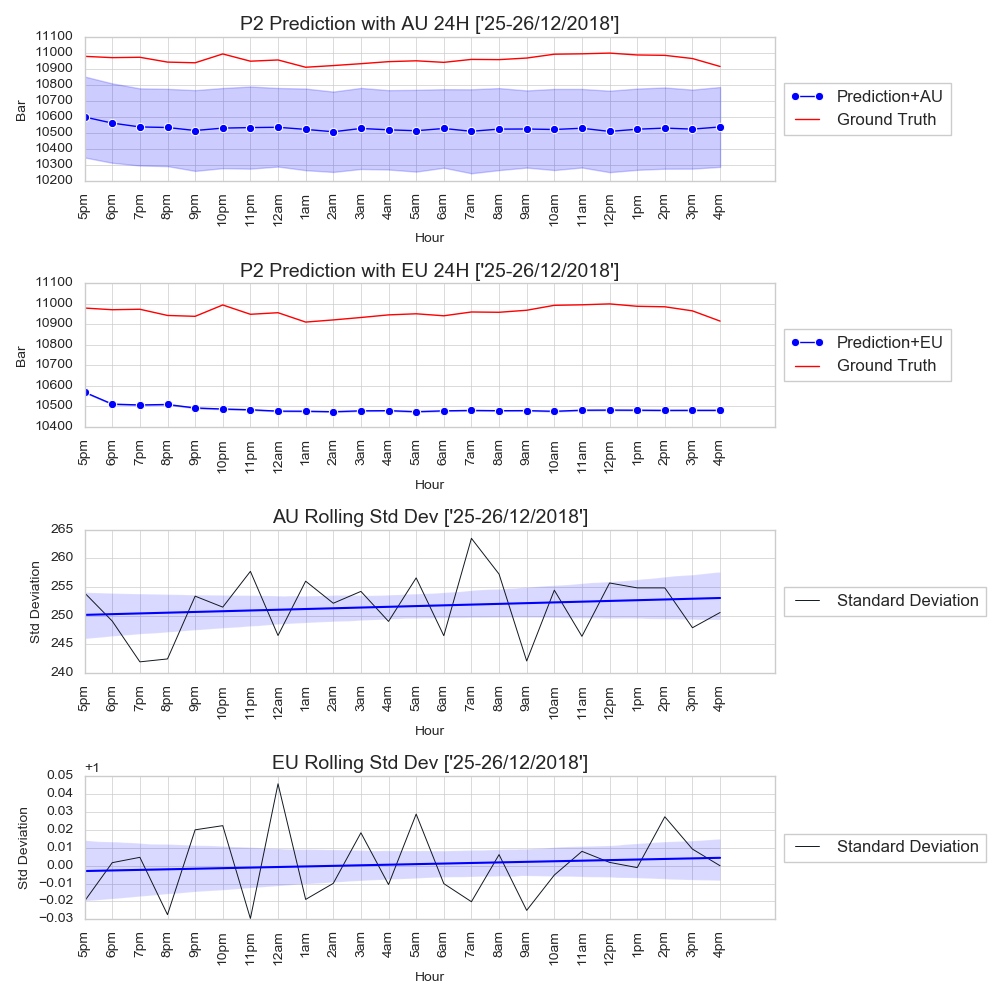 P2 Prediction with AU 24H ['25-26/12/2018']
11100
11000
10900
10800
10700
10600
10500
10400
10300
10200
Bar
5pm 6pm 7pm 8pm 9pm 10pm 11pm 12am 1am 2am 3am 4am 5am 6am 7am 8am 9am 10am 11am 12pm 1pm 2pm 3pm 4pm
Hour
Prediction+AU
Ground Truth
P2 Prediction with EU 24H ['25-26/12/2018']
11100
11000
10900
10800
10700
10600
10500
10400
Bar
5pm 6pm 7pm 8pm 9pm 10pm 11pm 12am 1am 2am 3am 4am 5am 6am 7am 8am 9am 10am 11am 12pm 1pm 2pm 3pm 4pm
Hour
Prediction+EU
Ground Truth
AU Rolling Std Dev ['25-26/12/2018']
265
260
255
250
245
240
Std Deviation
5pm 6pm 7pm 8pm 9pm 10pm 11pm 12am 1am 2am 3am 4am 5am 6am 7am 8am 9am 10am 11am 12pm 1pm 2pm 3pm 4pm
Hour
Standard Deviation
EU Rolling Std Dev ['25-26/12/2018']
+1
0.05
0.04
0.03
0.02
0.01
0.00
−0.01
−0.02
−0.03
Std Deviation
5pm 6pm 7pm 8pm 9pm 10pm 11pm 12am 1am 2am 3am 4am 5am 6am 7am 8am 9am 10am 11am 12pm 1pm 2pm 3pm 4pm
Hour
Standard Deviation